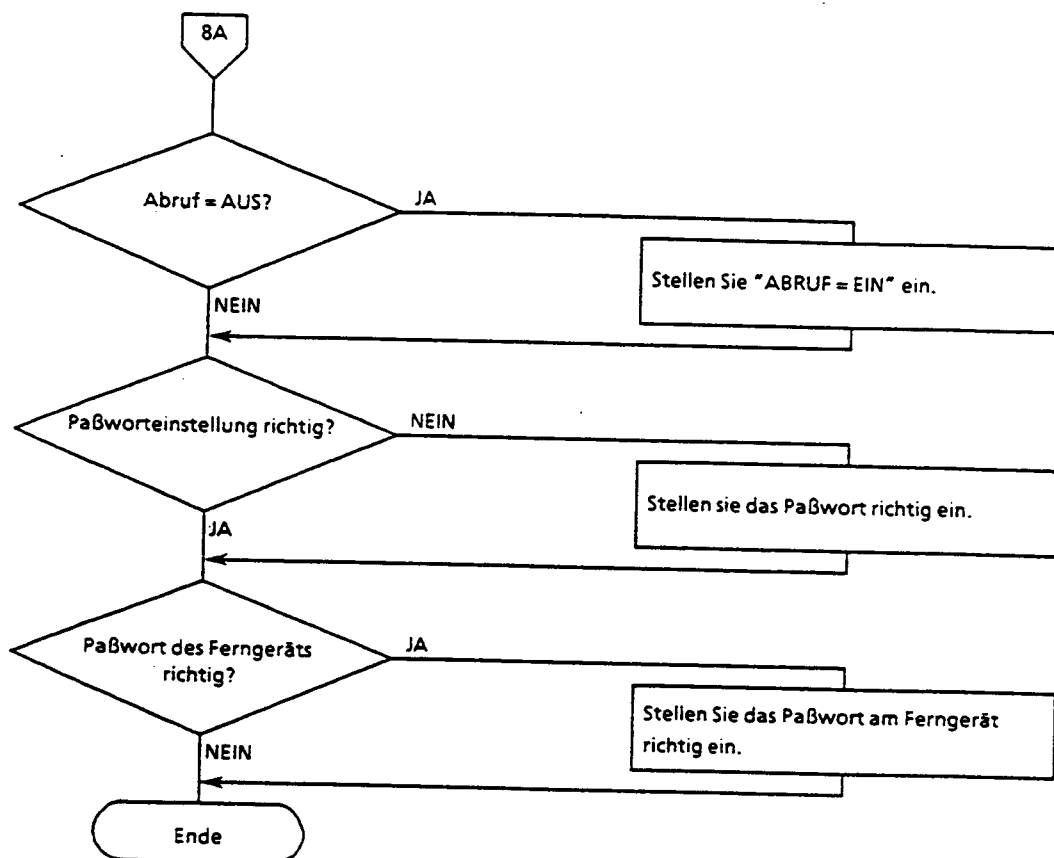 8A
Abruf = AUS?
JA
Stellen Sie "ABRUF = EIN" ein.
NEIN
Paßworteinstellung richtig?
NEIN
Stellen sie das Paßwort richtig ein.
JA
Paßwort des Ferngeräts
richtig?
JA
Stellen Sie das Paßwort am Ferngerät
richtig ein.
NEIN
Ende